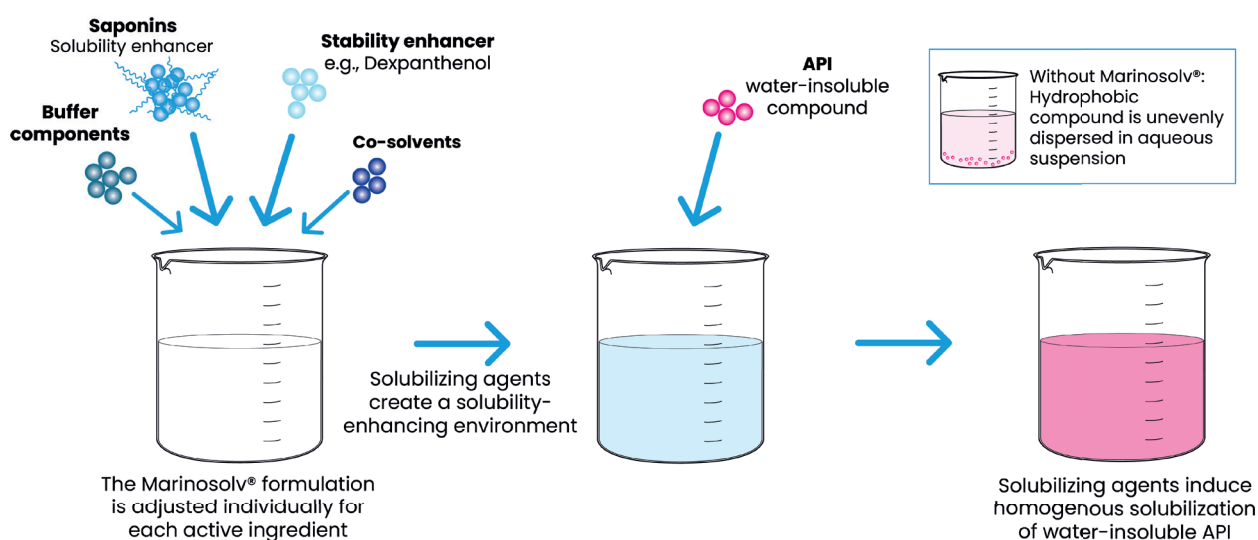 Saponins
Solubility enhancer
Stability enhancer
e.g., Dexpanthenol
Buffer
components
Co-solvents
API
water-insoluble
compound
Without Marinosolv®:
Hydrophobic
compound is unevenly
dispersed in aqueous
suspension
Solubilizing agents
create a solubility-
enhancing environment
The Marinosolv® formulation
is adjusted individually for
each active ingredient
Solubilizing agents induce
homogenous solubilization
of water-insoluble API